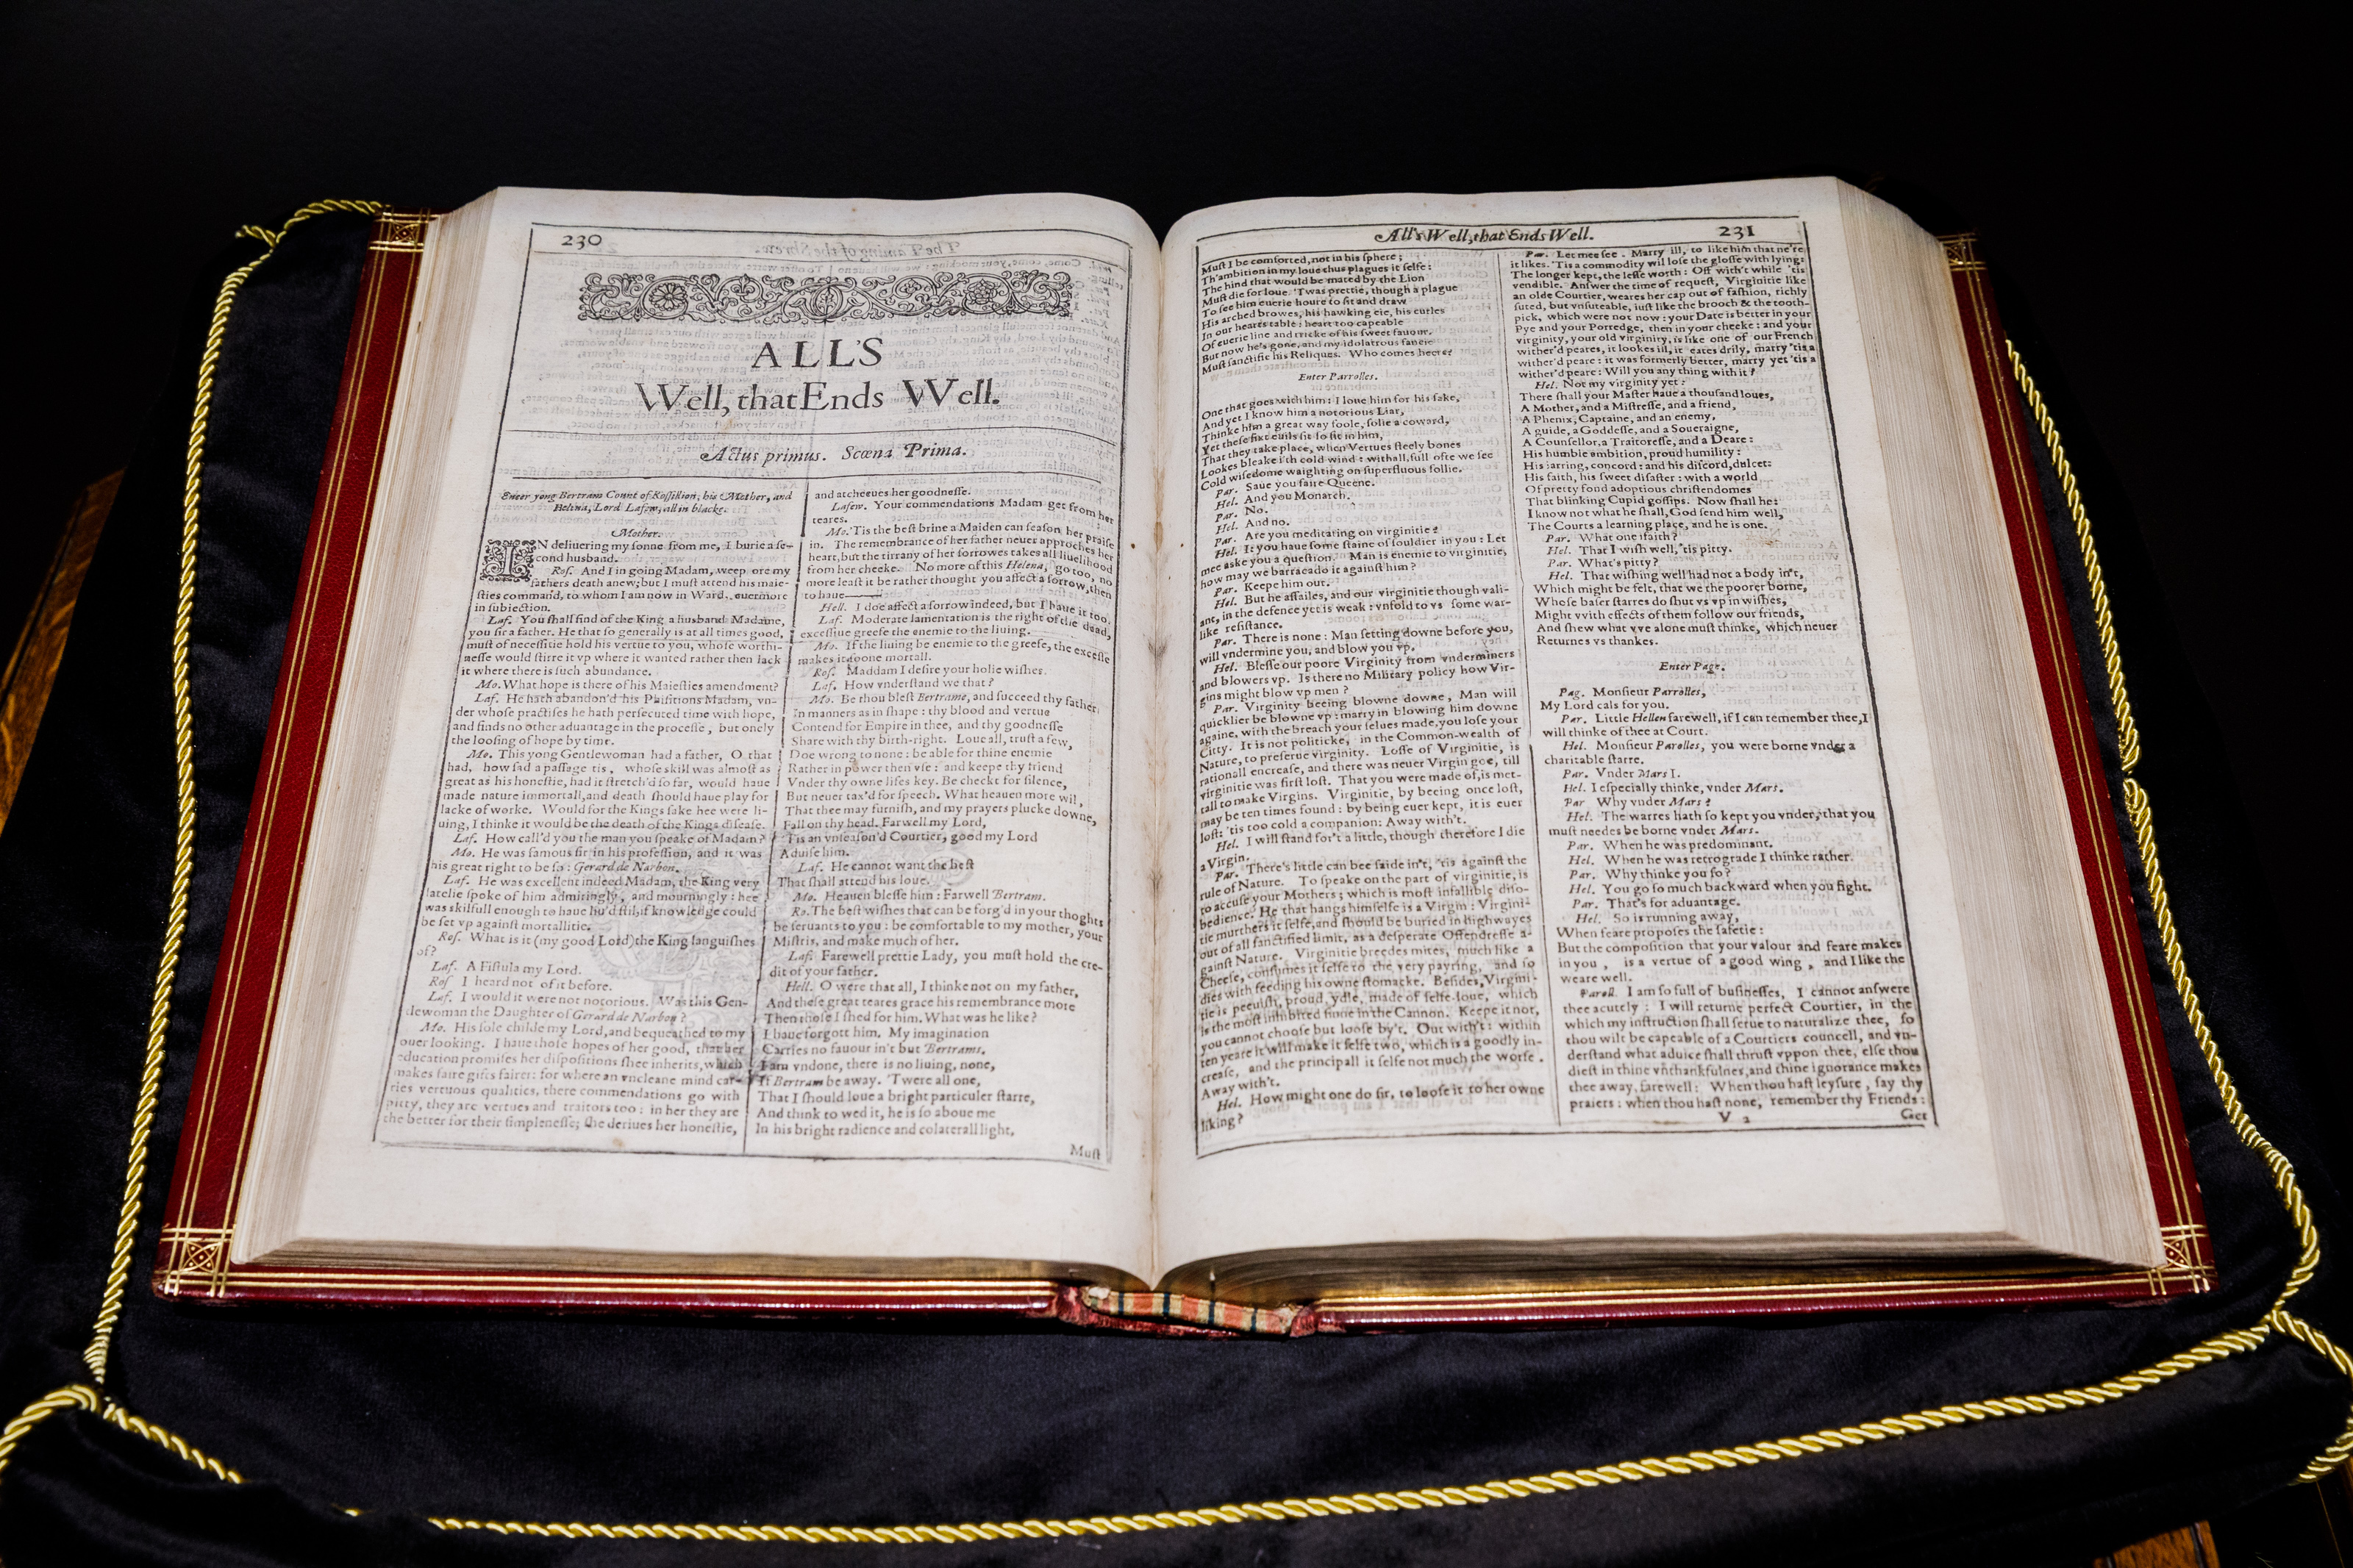 230
ALL'S
Well, that Ends Well.
Actus primus. Scœna Prima.
Enter yong Bertram Count of Roſſillion, his Mother, and
Helena, Lord Lafew, all in blacke.
Mother.
IN deliuering my ſonne from me, I burie a ſe-
cond husband.
Roſ. And I in going Madam, weep ore my
fathers death anew; but I muſt attend his maie-
ſties command, to whom I am now in Ward, euermore
in ſubiection.
Laf. You ſhall find of the King a husband Madame,
you ſir a father. He that ſo generally is at all times good,
muſt of neceſſitie hold his vertue to you, whoſe worthi-
neſſe would ſtirre it vp where it wanted rather then lack
it where there is ſuch abundance.
Mo. What hope is there of his Maieſties amendment?
Laf. He hath abandon'd his Phiſitions Madam, vn-
der whoſe practiſes he hath perſecuted time with hope,
and finds no other aduantage in the proceſſe, but onely
the looſing of hope by time.
Mo. This yong Gentlewoman had a father, O that
had, how ſad a paſſage tis, whoſe skill was almoſt as
great as his honeſtie, had it ſtretch'd ſo far, would haue
made nature immortall, and death ſhould haue play for
lacke of worke. Would for the Kings ſake hee were li-
uing, I thinke it would be the death of the Kings diſeaſe.
Laf. How call'd you the man you ſpeake of Madam?
Mo. He was famous ſir in his profeſſion, and it was
his great right to be ſo: Gerard de Narbon.
Laf. He was excellent indeed Madam, the King very
latelie ſpoke of him admiringly, and mourningly: hee
was skilfull enough to haue liu'd ſtil, if knowledge could
be ſet vp againſt mortallitie.
Roſ. What is it (my good Lord) the King languiſhes
of?
Laf. A Fiſtula my Lord.
Roſ. I heard not of it before.
Laf. I would it were not notorious. Was this Gen-
tlewoman the Daughter of Gerard de Narbon?
Mo. His ſole childe my Lord, and bequeathed to my
ouer looking. I haue thoſe hopes of her good, that her
education promiſes her diſpoſitions ſhee inherits, which
makes faire gifts fairer: for where an vncleane mind car-
ries vertuous qualities, there commendations go with
pitty, they are vertues and traitors too: in her they are
the better for their ſimpleneſſe; ſhe deriues her honeſtie,
and atcheeues her goodneſſe.
Lafew. Your commendations Madam get from her
teares.
Mo. 'Tis the beſt brine a Maiden can ſeaſon her praiſe
in. The remembrance of her father neuer approches her
heart, but the tirrany of her ſorrowes takes all liuelihood
from her cheeke. No more of this Helena, go too, no
more leaſt it be rather thought you affect a ſorrow, then
to haue——
Hell. I doe affect a ſorrow indeed, but I haue it too.
Laf. Moderate lamentation is the right of the dead,
exceſſiue greefe the enemie to the liuing.
Mo. If the liuing be enemie to the greefe, the exceſſe
makes it ſoone mortall.
Roſ. Maddam I deſire your holie wiſhes.
Laf. How vnderſtand we that?
Mo. Be thou bleſt Bertrame, and ſucceed thy father
In manners as in ſhape: thy blood and vertue
Contend for Empire in thee, and thy goodneſſe
Share with thy birth-right. Loue all, truſt a few,
Doe wrong to none: be able for thine enemie
Rather in power then vſe: and keepe thy friend
Vnder thy owne lifes key. Be checkt for ſilence,
But neuer tax'd for ſpeech. What heauen more wil,
That thee may furniſh, and my prayers plucke downe,
Fall on thy head. Farwell my Lord,
'Tis an vnſeaſon'd Courtier, good my Lord
Aduiſe him.
Laf. He cannot want the beſt
That ſhall attend his loue.
Mo. Heauen bleſſe him: Farwell Bertram.
Ro. The beſt wiſhes that can be forg'd in your thoghts
be ſeruants to you: be comfortable to my mother, your
Miſtris, and make much of her.
Laf. Farewell prettie Lady, you muſt hold the cre-
dit of your father.
Hell. O were that all, I thinke not on my father,
And theſe great teares grace his remembrance more
Then thoſe I ſhed for him. What was he like?
I haue forgott him. My imagination
Carries no fauour in't but Bertrams.
I am vndone, there is no liuing, none,
If Bertram be away. 'Twere all one,
That I ſhould loue a bright particuler ſtarre,
And think to wed it, he is ſo aboue me
In his bright radience and colaterall light,
Muſt
All's Well, that Ends Well. 231
Muſt I be comforted, not in his ſphere;
Th'ambition in my loue thus plagues it ſelfe:
The hind that would be mated by the Lion
Muſt die for loue. 'Twas prettie, though a plague
To ſee him euerie houre to ſit and draw
His arched browes, his hawking eie, his curles
In our hearts table: heart too capeable
Of euerie line and tricke of his ſweet fauour.
But now he's gone, and my idolatrous fancie
Muſt ſanctifie his Reliques. Who comes heere?
Enter Parrolles.
One that goes with him: I loue him for his ſake,
And yet I know him a notorious Liar,
Thinke him a great way foole, ſolie a coward,
Yet theſe fixt euils ſit ſo fit in him,
That they take place, when Vertues ſteely bones
Lookes bleake i'th cold wind: withall, full ofte we ſee
Cold wiſedome waighting on ſuperfluous follie.
Par. Saue you faire Queene.
Hel. And you Monarch.
Par. No.
Hel. And no.
Par. Are you meditating on virginitie?
Hel. I: you haue ſome ſtaine of ſouldier in you: Let
mee aske you a queſtion. Man is enemie to virginitie,
how may we barracado it againſt him?
Par. Keepe him out.
Hel. But he aſſailes, and our virginitie though vali-
ant, in the defence yet is weak: vnfold to vs ſome war-
like reſiſtance.
Par. There is none: Man ſetting downe before you,
will vndermine you, and blow you vp.
Hel. Bleſſe our poore Virginity from vnderminers
and blowers vp. Is there no Military policy how Vir-
gins might blow vp men?
Par. Virginity beeing blowne downe, Man will
quicklier be blowne vp: marry in blowing him downe
againe, with the breach your ſelues made, you loſe your
Citty. It is not politicke, in the Common-wealth of
Nature, to preſerue virginity. Loſſe of Virginitie, is
rationall encreaſe, and there was neuer Virgin goe, till
virginitie was firſt loſt. That you were made of, is met-
tall to make Virgins. Virginitie, by beeing once loſt,
may be ten times found: by being euer kept, it is euer
loſt: 'tis too cold a companion: Away with't.
Hel. I will ſtand for't a little, though therefore I die
a Virgin.
Par. There's little can bee ſaide in't, 'tis againſt the
rule of Nature. To ſpeake on the part of virginitie, is
to accuſe your Mothers; which is moſt infallible diſo-
bedience. He that hangs himſelfe is a Virgin: Virgini-
tie murthers it ſelfe, and ſhould be buried in highwayes
out of all ſanctified limit, as a deſperate Offendreſſe a-
gainſt Nature. Virginitie breedes mites, much like a
Cheeſe, conſumes it ſelfe to the very payring, and ſo
dies with feeding his owne ſtomacke. Beſides, Virgini-
tie is peeuiſh, proud, ydle, made of ſelfe-loue, which
is the moſt inhibited ſinne in the Cannon. Keepe it not,
you cannot chooſe but looſe by't. Out with't: within
ten yeare it will make it ſelfe two, which is a goodly in-
creaſe, and the principall it ſelfe not much the worſe.
Away with't.
Hel. How might one do ſir, to looſe it to her owne
liking?
Par. Let mee ſee. Marry ill, to like him that ne're
it likes. 'Tis a commodity wil loſe the gloſſe with lying:
The longer kept, the leſſe worth: Off with't while 'tis
vendible. Anſwer the time of requeſt, Virginitie like
an olde Courtier, weares her cap out of faſhion, richly
ſuted, but vnſuteable, iuſt like the brooch & the tooth-
pick, which were not now: your Date is better in your
Pye and your Porredge, then in your cheeke: and your
virginity, your old virginity, is like one of our French
wither'd peares, it lookes ill, it eates drily, marry 'tis a
wither'd peare: it was formerly better, marry yet 'tis a
wither'd peare: Will you any thing with it?
Hel. Not my virginity yet:
There ſhall your Maſter haue a thouſand loues,
A Mother, and a Miſtreſſe, and a friend,
A Phenix, Captaine, and an enemy,
A guide, a Goddeſſe, and a Soueraigne,
A Counſellor, a Traitoreſſe, and a Deare:
His humble ambition, proud humility:
His iarring, concord: and his diſcord, dulcet:
His faith, his ſweet diſaſter: with a world
Of pretty fond adoptious chriſtendomes
That blinking Cupid goſſips. Now ſhall he:
I know not what he ſhall, God ſend him well,
The Courts a learning place, and he is one.
Par. What one ifaith?
Hel. That I wiſh well, 'tis pitty.
Par. What's pitty?
Hel. That wiſhing well had not a body in't,
Which might be felt, that we the poorer borne,
Whoſe baſer ſtarres do ſhut vs vp in wiſhes,
Might vvith effects of them follow our friends,
And ſhew what vve alone muſt thinke, which neuer
Returnes vs thankes.
Enter Page.
Pag. Monſieur Parrolles,
My Lord cals for you.
Par. Little Hellen farewell, if I can remember thee, I
will thinke of thee at Court.
Hel. Monſieur Parolles, you were borne vnder a
charitable ſtarre.
Par. Vnder Mars I.
Hel. I eſpecially thinke, vnder Mars.
Par Why vnder Mars?
Hel. The warres hath ſo kept you vnder, that you
muſt needes be borne vnder Mars.
Par. When he was predominant.
Hel. When he was retrograde I thinke rather.
Par. Why thinke you ſo?
Hel. You go ſo much backward when you fight.
Par. That's for aduantage.
Hel. So is running away,
When feare propoſes the ſafetie:
But the compoſition that your valour and feare makes
in you, is a vertue of a good wing, and I like the
weare well.
Paroll. I am ſo full of buſineſſes, I cannot anſwere
thee acutely: I will returne perfect Courtier, in the
which my inſtruction ſhall ſerue to naturalize thee, ſo
thou wilt be capeable of a Courtiers councell, and vn-
derſtand what aduice ſhall thruſt vppon thee, elſe thou
dieſt in thine vnthankfulnes, and thine ignorance makes
thee away, farewell: When thou haſt leyſure, ſay thy
praiers: when thou haſt none, remember thy Friends:
V 2 Get